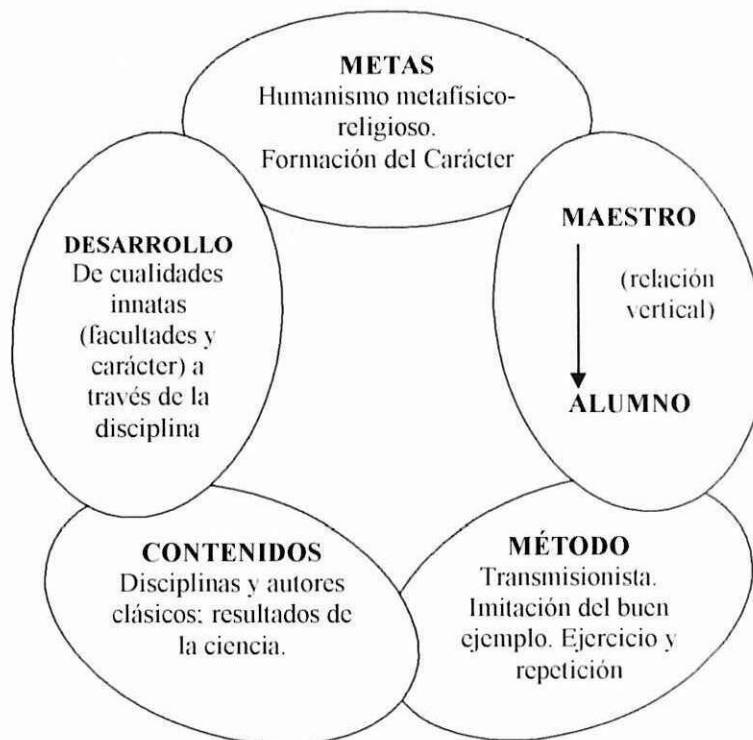 METAS
Humanismo metafísico-
religioso.
Formación del Carácter
MAESTRO
(relación
vertical)
ALUMNO
DESARROLLO
De cualidades
innatas
(facultades y
carácter) a
través de la
disciplina
CONTENIDOS
Disciplinas y autores
clásicos; resultados de
la ciencia.
MÉTODO
Transmisionista.
Imitación del buen
ejemplo. Ejercicio y
repetición